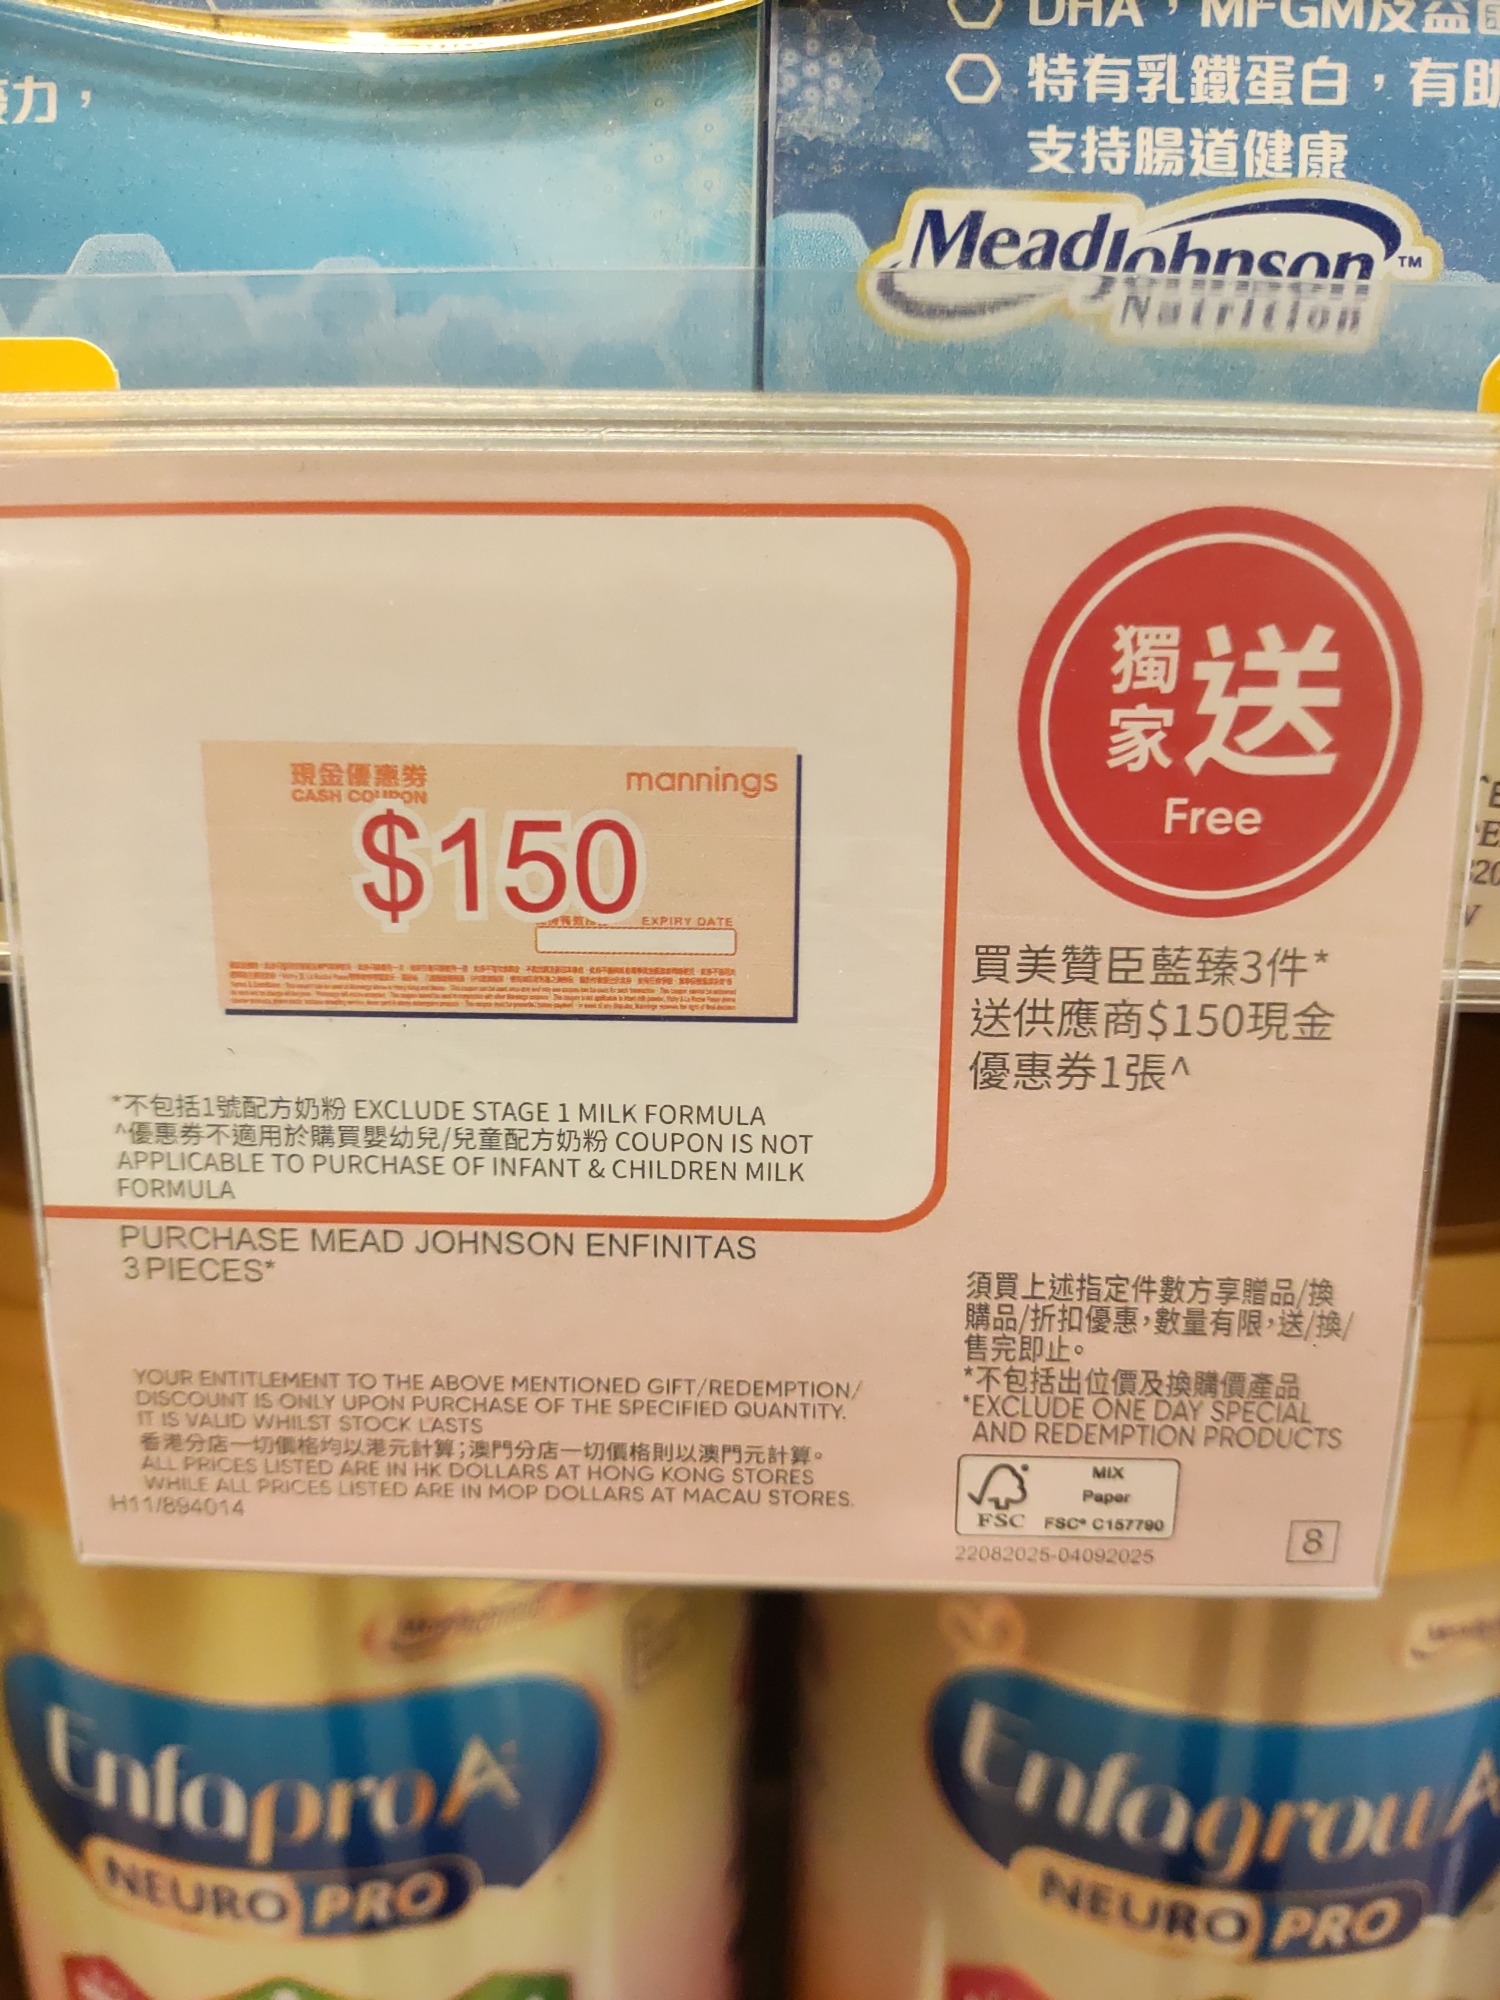 DHA，MFGM及益
特有乳鐵蛋白，有助
支持腸道健康
力，
MeadJohnson™
Nutrition
獨家送
Free
現金優惠券
CASH COUPON
mannings
$150
EXPIRY DATE
買美贊臣藍臻3件*
送供應商$150現金
優惠券1張^
*不包括1號配方奶粉 EXCLUDE STAGE 1 MILK FORMULA
^優惠券不適用於購買嬰幼兒/兒童配方奶粉 COUPON IS NOT
APPLICABLE TO PURCHASE OF INFANT & CHILDREN MILK
FORMULA
PURCHASE MEAD JOHNSON ENFINITAS
3 PIECES*
須買上述指定件數方享贈品/換
購品/折扣優惠，數量有限，送/換/
售完即止。
*不包括出位價及換購價產品
*EXCLUDE ONE DAY SPECIAL
AND REDEMPTION PRODUCTS
YOUR ENTITLEMENT TO THE ABOVE MENTIONED GIFT/REDEMPTION/
DISCOUNT IS ONLY UPON PURCHASE OF THE SPECIFIED QUANTITY.
IT IS VALID WHILST STOCK LASTS
香港分店一切價格均以港元計算；澳門分店一切價格則以澳門元計算。
ALL PRICES LISTED ARE IN HK DOLLARS AT HONG KONG STORES
WHILE ALL PRICES LISTED ARE IN MOP DOLLARS AT MACAU STORES.
H11/894014
FSC
MIX
Paper
FSC® C157790
22082025-04092025
8
Enfapro A+
NEURO PRO
Enfagrow A
NEURO PRO